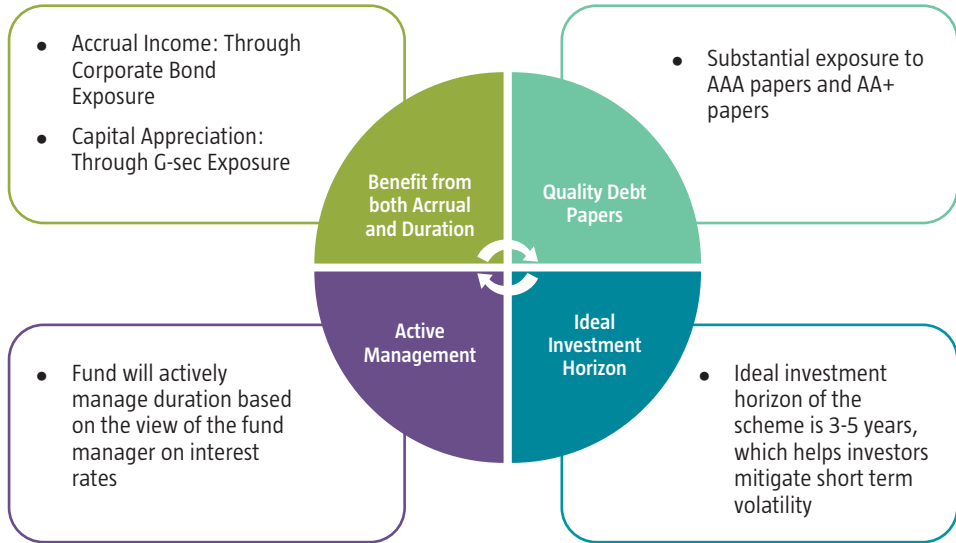 ● Accrual Income: Through
Corporate Bond
Exposure
● Capital Appreciation:
Through G-sec Exposure
Benefit from
both Acrrual
and Duration
Quality Debt
Papers
● Substantial exposure to
AAA papers and AA+
papers
● Fund will actively
manage duration based
on the view of the fund
manager on interest
rates
Active
Management
Ideal
Investment
Horizon
● Ideal investment
horizon of the
scheme is 3-5 years,
which helps investors
mitigate short term
volatility